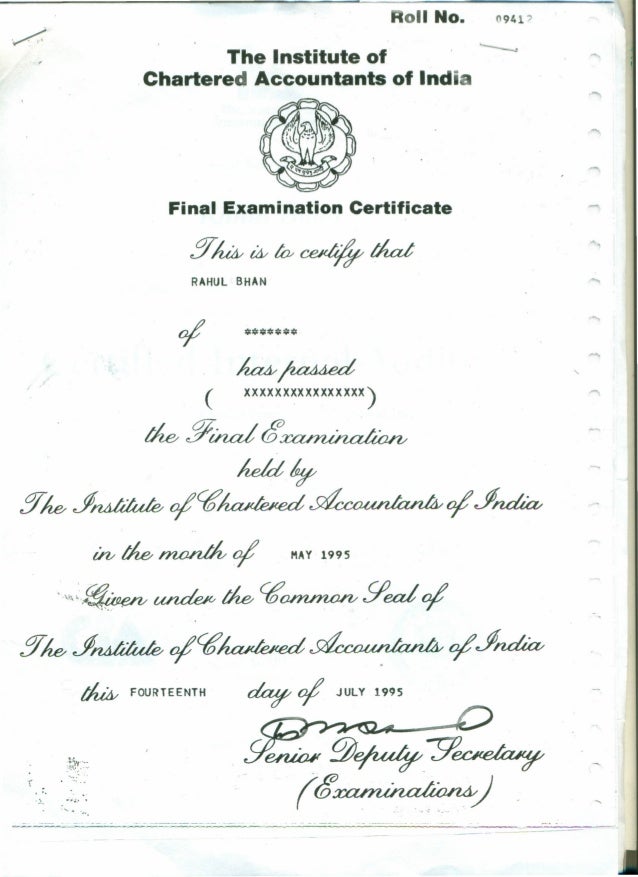 Roll No.
The Institute of
Chartered Accountants of India
Final Examination Certificate
This is to certify that
RAHUL BHAN
of *******
has passed
( XXXXXXXXXXXXXXXX )
the Final Examination
held by
The Institute of Chartered Accountants of India
in the month of MAY 1995
Given under the Common Seal of
The Institute of Chartered Accountants of India
this FOURTEENTH day of JULY 1995
Senior Deputy Secretary
(Examinations)